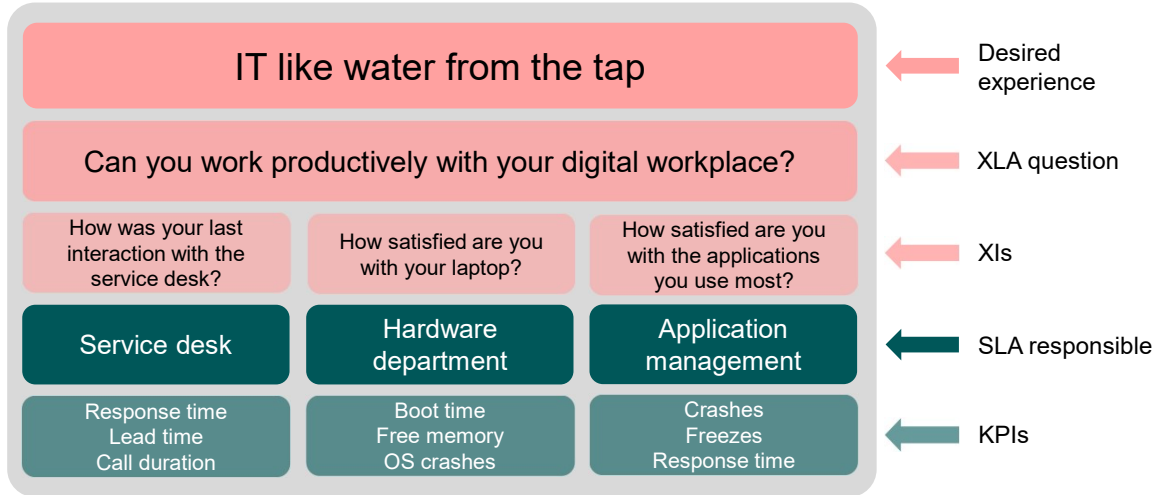 IT like water from the tap
Desired
experience
Can you work productively with your digital workplace?
XLA question
How was your last
interaction with the
service desk?
How satisfied are you
with your laptop?
How satisfied are you
with the applications
you use most?
XIs
Service desk
Hardware
department
Application
management
SLA responsible
Response time
Lead time
Call duration
Boot time
Free memory
OS crashes
Crashes
Freezes
Response time
KPIs